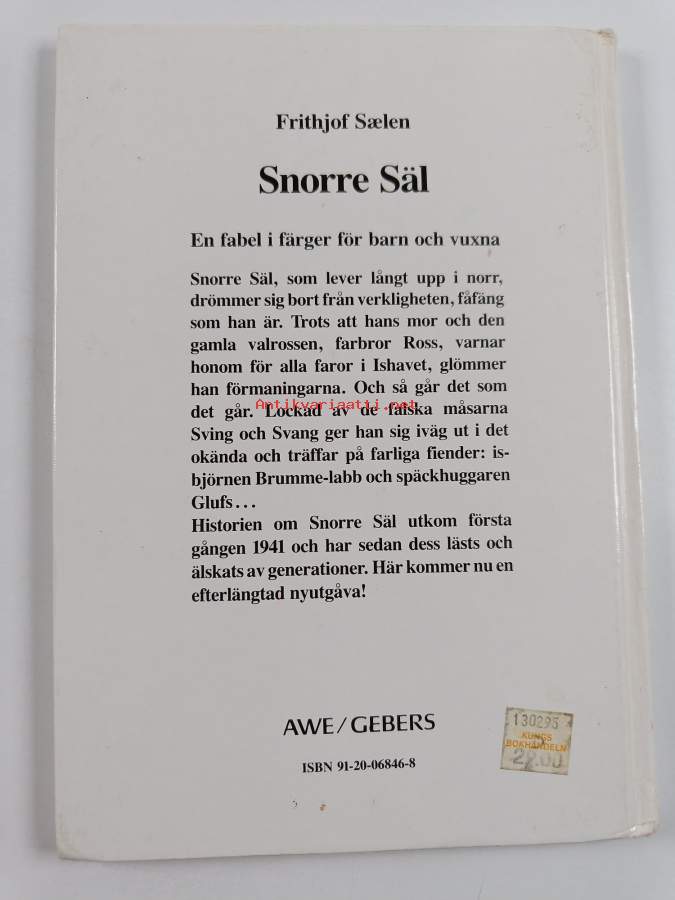 Frithjof Sælen
Snorre Säl
En fabel i färger för barn och vuxna
Snorre Säl, som lever långt upp i norr,
drömmer sig bort från verkligheten, fåfäng
som han är. Trots att hans mor och den
gamla valrossen, farbror Ross, varnar
honom för alla faror i Ishavet, glömmer
han förmaningarna. Och så går det som
det går. Lockad av de falska måsarna
Antikvariaatti.net
Sving och Svang ger han sig iväg ut i det
okända och träffar på farliga fiender: is-
björnen Brumme-labb och späckhuggaren
Glufs...
Historien om Snorre Säl utkom första
gången 1941 och har sedan dess lästs och
älskats av generationer. Här kommer nu en
efterlängtad nyutgåva!
AWE/GEBERS
ISBN 91-20-06846-8
130295
KUNGS
BOKHANDELN